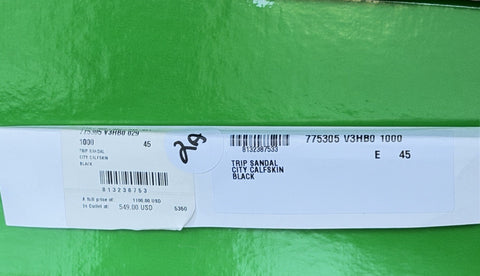 775305 V3HB0 029
1000 45
TRIP SANDAL
CITY CALFSKIN
BLACK
813238753
A full price of: 1100.00 USD
In Outlet at: 549.00 USD 5350
29
775305 V3HB0 1000
8132387533
E 45
TRIP SANDAL
CITY CALFSKIN
BLACK